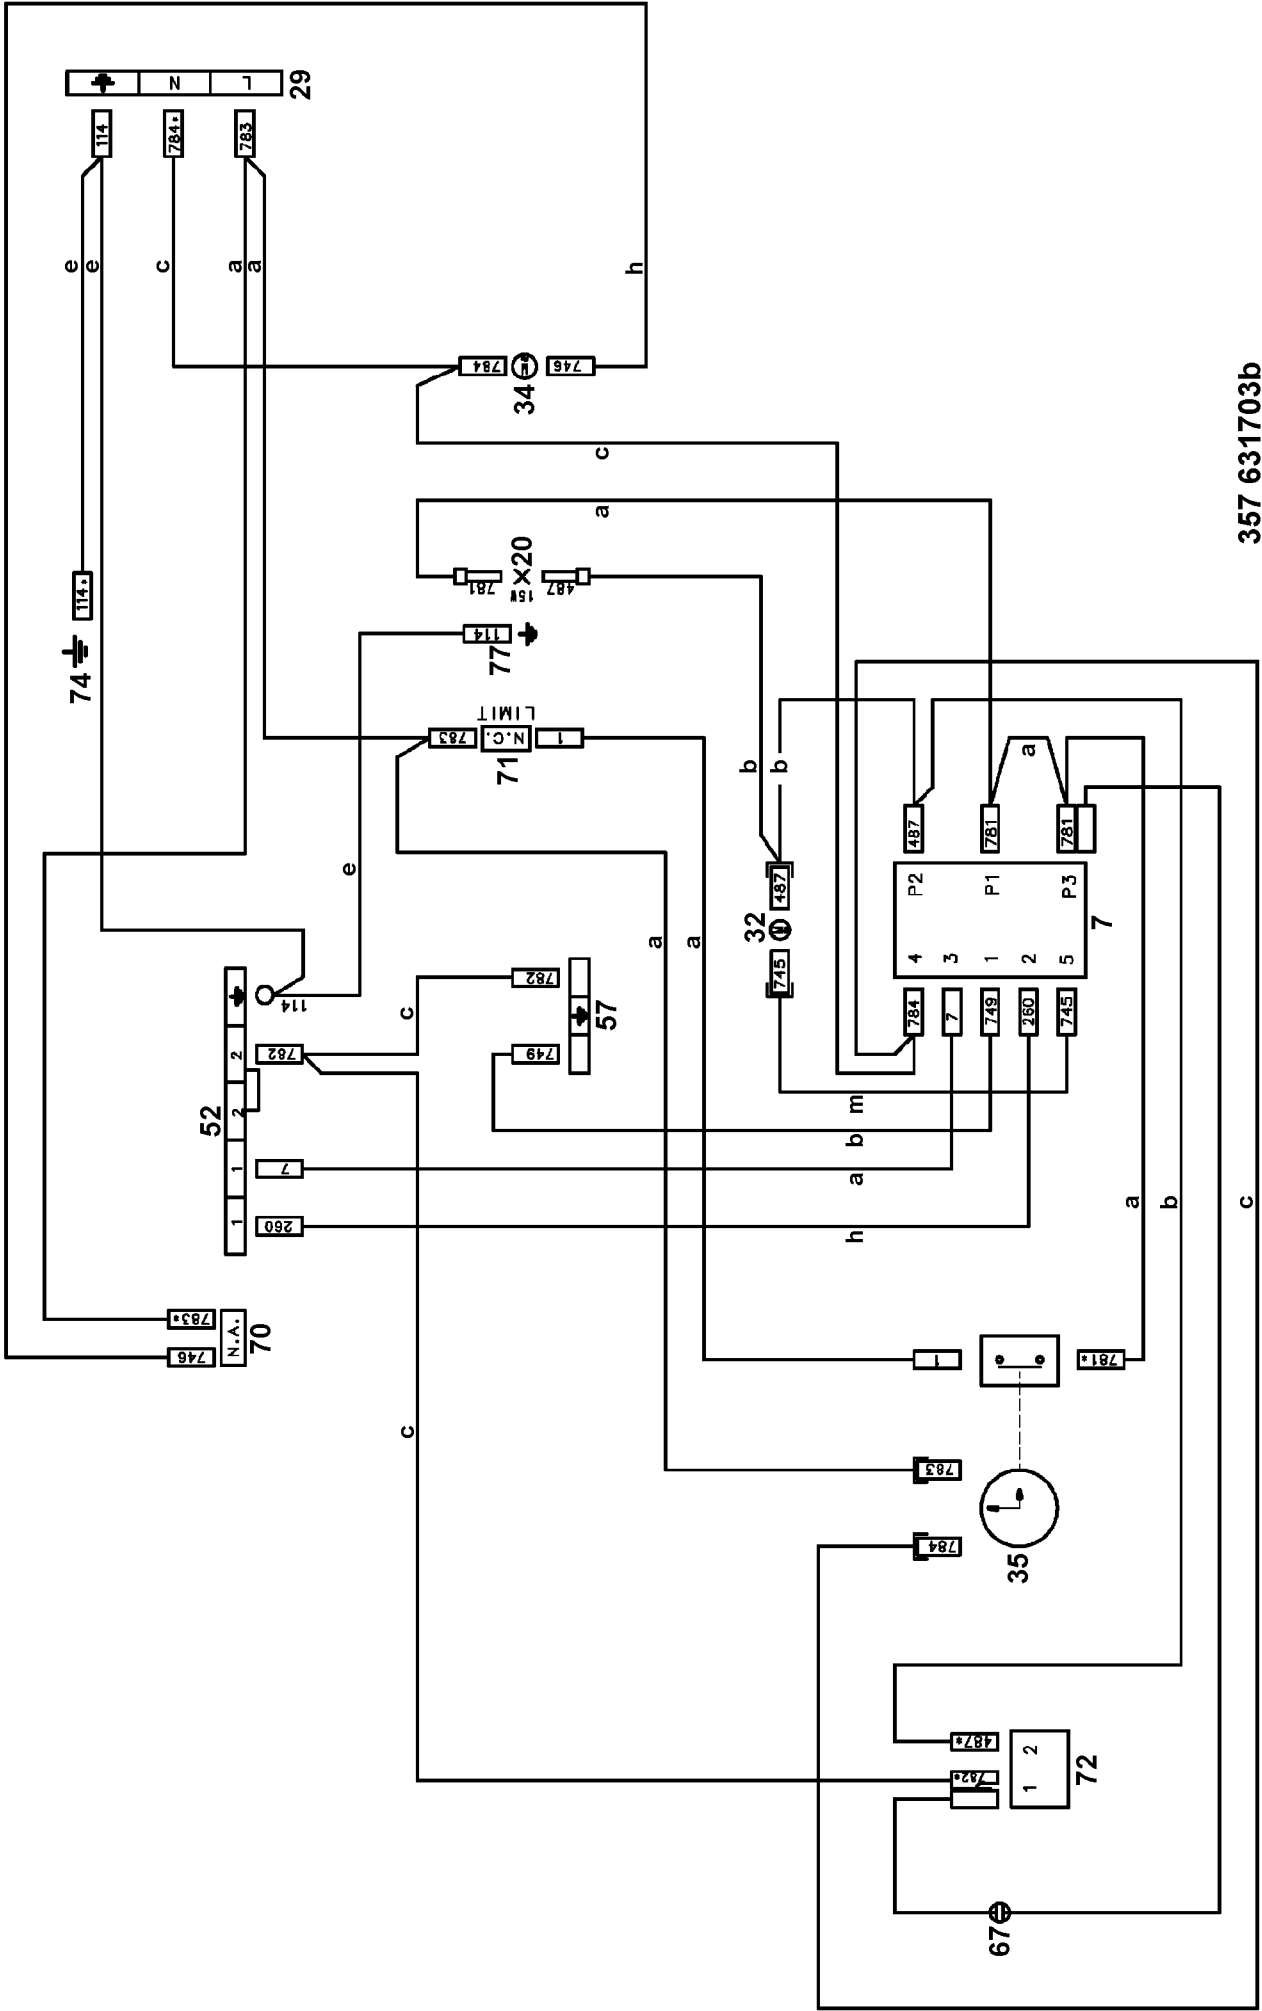 29
N
L
114
784*
783
e
e
c
a
a
h
784
M
746
34
c
a
357 631703b
114*
74
781
15W
487
X20
114
77
LIMIT
783
N.C.
1
71
b
b
a
487
781
781
P2
P1
P3
4
3
1
2
5
7
487
32
745
e
a
a
114
c
782
749
57
784
7
749
260
745
52
2
2
1
1
782
7
260
m
b
a
h
a
b
c
783*
746
N.A.
70
1
781*
c
783
784
35
487*
782*
1
2
72
67